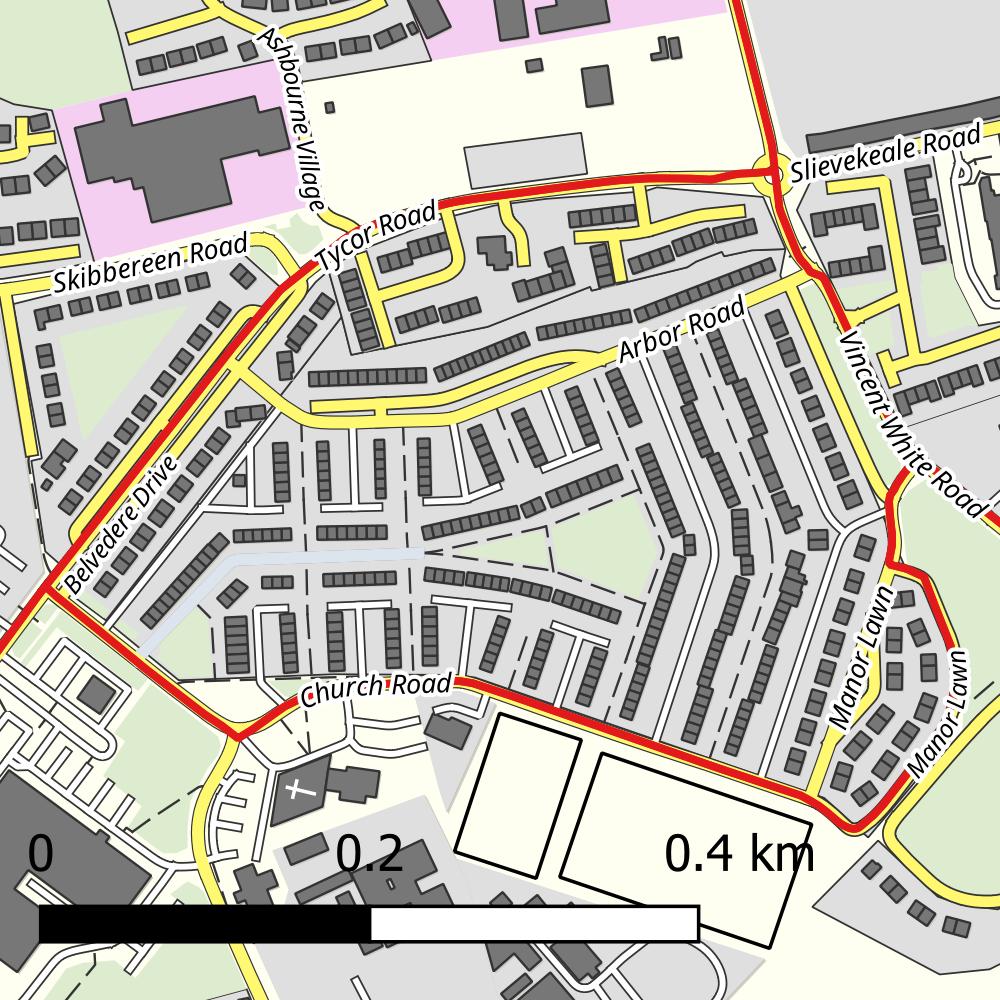 Ashbourne Village
Slievekeale Road
Tycor Road
Skibbereen Road
Arbor Road
Vincent White Road
Belvedere Drive
Manor Lawn
Manor Lawn
Church Road
0 0.2 0.4 km